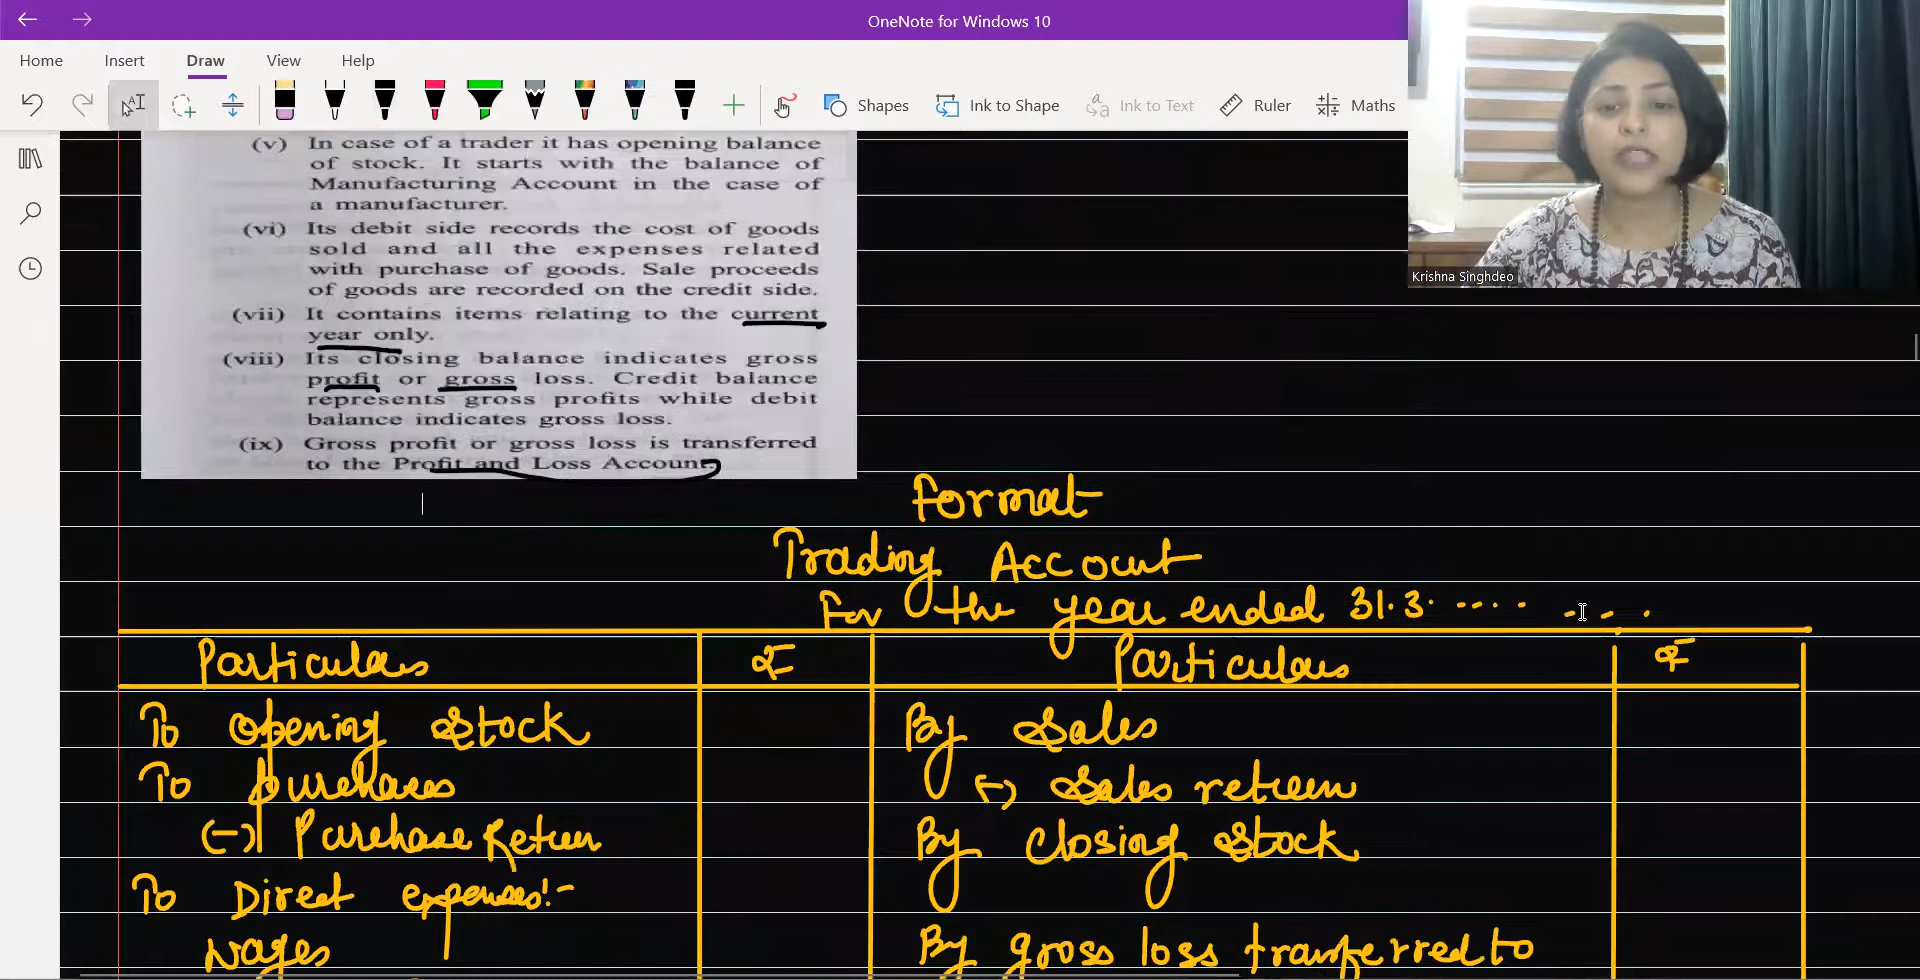 OneNote for Windows 10
Home Insert Draw View Help
Shapes Ink to Shape Ink to Text Ruler Maths
Krishna Singhdeo
(v) In case of a trader it has opening balance
of stock. It starts with the balance of
Manufacturing Account in the case of
a manufacturer.
(vi) Its debit side records the cost of goods
sold and all the expenses related
with purchase of goods. Sale proceeds
of goods are recorded on the credit side.
(vii) It contains items relating to the current
year only.
(viii) Its closing balance indicates gross
profit or gross loss. Credit balance
represents gross profits while debit
balance indicates gross loss.
(ix) Gross profit or gross loss is transferred
to the Profit and Loss Account.
Format
Trading Account
For the year ended 31.3. .... ....
Particulars ₹ Particulars ₹
To Opening Stock By Sales
To purchases (-) Sales return
(-) Purchase Return By Closing Stock
To Direct expenses:-
Wages By gross loss transferred to